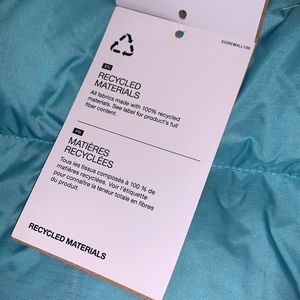 S20REMALL100
EN
RECYCLED
MATERIALS
All fabrics made with 100% recycled
materials. See label for product's full
fiber content.
FR
MATIÈRES
RECYCLÉES
Tous les tissus composés à 100 % de
matières recyclées. Voir l'étiquette
pour connaître la teneur totale en fibres
du produit.
RECYCLED MATERIALS